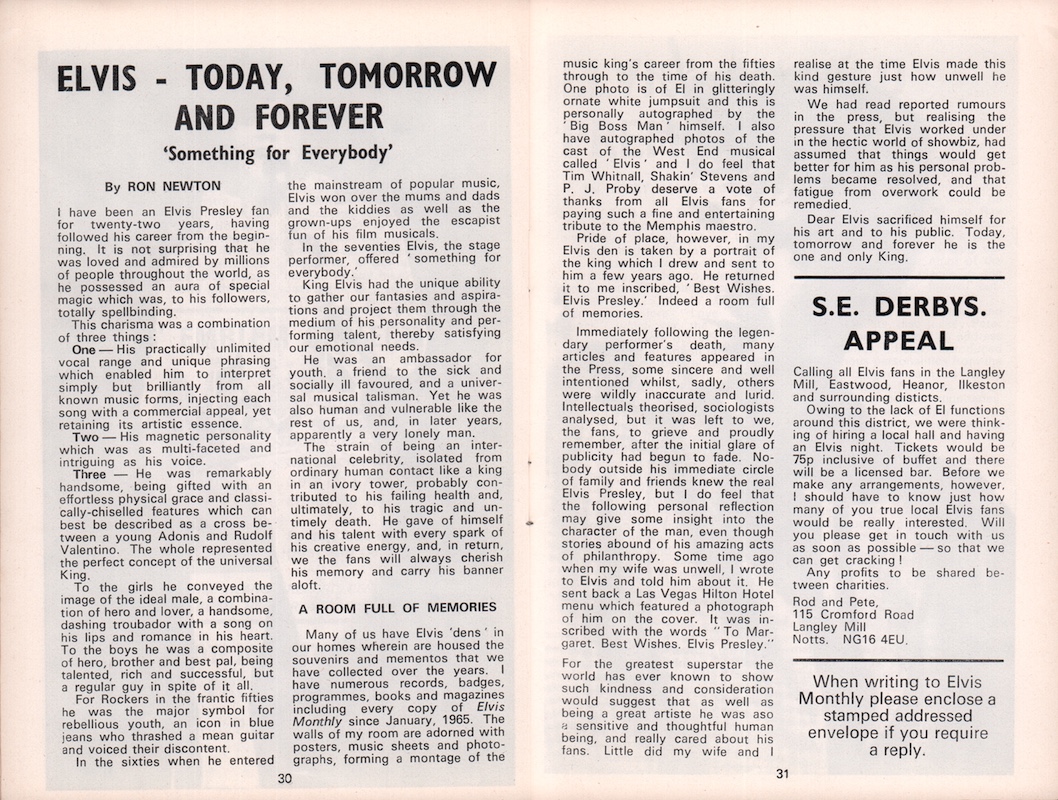 ELVIS - TODAY, TOMORROW
AND FOREVER
‘Something for Everybody’
By RON NEWTON
I have been an Elvis Presley fan
for twenty-two years, having
followed his career from the begin-
ning. It is not surprising that he
was loved and admired by millions
of people throughout the world, as
he possessed an aura of special
magic which was, to his followers,
totally spellbinding.
This charisma was a combination
of three things :
One — His practically unlimited
vocal range and unique phrasing
which enabled him to interpret
simply but brilliantly from all
known music forms, injecting each
song with a commercial appeal, yet
retaining its artistic essence.
Two — His magnetic personality
which was as multi-faceted and
intriguing as his voice.
Three — He was remarkably
handsome, being gifted with an
effortless physical grace and classi-
cally-chiselled features which can
best be described as a cross be-
tween a young Adonis and Rudolf
Valentino. The whole represented
the perfect concept of the universal
King.
To the girls he conveyed the
image of the ideal male, a combina-
tion of hero and lover, a handsome,
dashing troubador with a song on
his lips and romance in his heart.
To the boys he was a composite
of hero, brother and best pal, being
talented, rich and successful, but
a regular guy in spite of it all.
For Rockers in the frantic fifties
he was the major symbol for
rebellious youth, an icon in blue
jeans who thrashed a mean guitar
and voiced their discontent.
In the sixties when he entered
the mainstream of popular music,
Elvis won over the mums and dads
and the kiddies as well as the
grown-ups enjoyed the escapist
fun of his film musicals.
In the seventies Elvis, the stage
performer, offered ‘something for
everybody.’
King Elvis had the unique ability
to gather our fantasies and aspira-
tions and project them through the
medium of his personality and per-
forming talent, thereby satisfying
our emotional needs.
He was an ambassador for
youth, a friend to the sick and
socially ill favoured, and a univer-
sal musical talisman. Yet he was
also human and vulnerable like the
rest of us, and, in later years,
apparently a very lonely man.
The strain of being an inter-
national celebrity, isolated from
ordinary human contact like a king
in an ivory tower, probably con-
tributed to his failing health and,
ultimately, to his tragic and un-
timely death. He gave of himself
and his talent with every spark of
his creative energy, and, in return,
we the fans will always cherish
his memory and carry his banner
aloft.
A ROOM FULL OF MEMORIES
Many of us have Elvis ‘dens’ in
our homes wherein are housed the
souvenirs and mementos that we
have collected over the years. I
have numerous records, badges,
programmes, books and magazines
including every copy of Elvis
Monthly since January, 1965. The
walls of my room are adorned with
posters, music sheets and photo-
graphs, forming a montage of the
30
music king's career from the fifties
through to the time of his death.
One photo is of El in glitteringly
ornate white jumpsuit and this is
personally autographed by the
‘Big Boss Man’ himself. I also
have autographed photos of the
cast of the West End musical
called ‘Elvis’ and I do feel that
Tim Whitnall, Shakin' Stevens and
P. J. Proby deserve a vote of
thanks from all Elvis fans for
paying such a fine and entertaining
tribute to the Memphis maestro.
Pride of place, however, in my
Elvis den is taken by a portrait of
the king which I drew and sent to
him a few years ago. He returned
it to me inscribed, ‘Best Wishes.
Elvis Presley.’ Indeed a room full
of memories.
Immediately following the legen-
dary performer's death, many
articles and features appeared in
the Press, some sincere and well
intentioned whilst, sadly, others
were wildly inaccurate and lurid.
Intellectuals theorised, sociologists
analysed, but it was left to we,
the fans, to grieve and proudly
remember, after the initial glare of
publicity had begun to fade. No-
body outside his immediate circle
of family and friends knew the real
Elvis Presley, but I do feel that
the following personal reflection
may give some insight into the
character of the man, even though
stories abound of his amazing acts
of philanthropy. Some time ago
when my wife was unwell, I wrote
to Elvis and told him about it. He
sent back a Las Vegas Hilton Hotel
menu which featured a photograph
of him on the cover. It was in-
scribed with the words “To Mar-
garet. Best Wishes. Elvis Presley.”
For the greatest superstar the
world has ever known to show
such kindness and consideration
would suggest that as well as
being a great artiste he was aso
a sensitive and thoughtful human
being, and really cared about his
fans. Little did my wife and I
realise at the time Elvis made this
kind gesture just how unwell he
was himself.
We had read reported rumours
in the press, but realising the
pressure that Elvis worked under
in the hectic world of showbiz, had
assumed that things would get
better for him as his personal prob-
lems became resolved, and that
fatigue from overwork could be
remedied.
Dear Elvis sacrificed himself for
his art and to his public. Today,
tomorrow and forever he is the
one and only King.
S.E. DERBYS.
APPEAL
Calling all Elvis fans in the Langley
Mill, Eastwood, Heanor, Ilkeston
and surrounding disticts.
Owing to the lack of El functions
around this district, we were think-
ing of hiring a local hall and having
an Elvis night. Tickets would be
75p inclusive of buffet and there
will be a licensed bar. Before we
make any arrangements, however,
I should have to know just how
many of you true local Elvis fans
would be really interested. Will
you please get in touch with us
as soon as possible — so that we
can get cracking !
Any profits to be shared be-
tween charities.
Rod and Pete,
115 Cromford Road
Langley Mill
Notts. NG16 4EU.
When writing to Elvis
Monthly please enclose a
stamped addressed
envelope if you require
a reply.
31